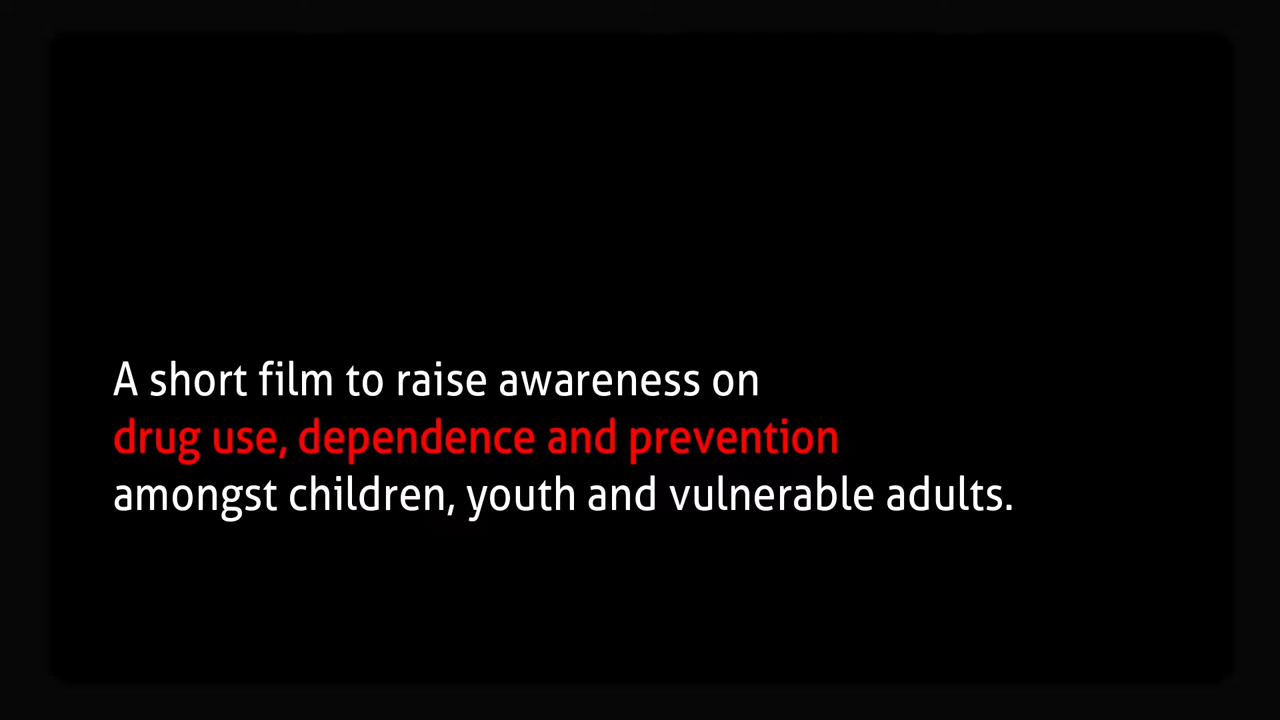 A short film to raise awareness on
drug use, dependence and prevention
amongst children, youth and vulnerable adults.